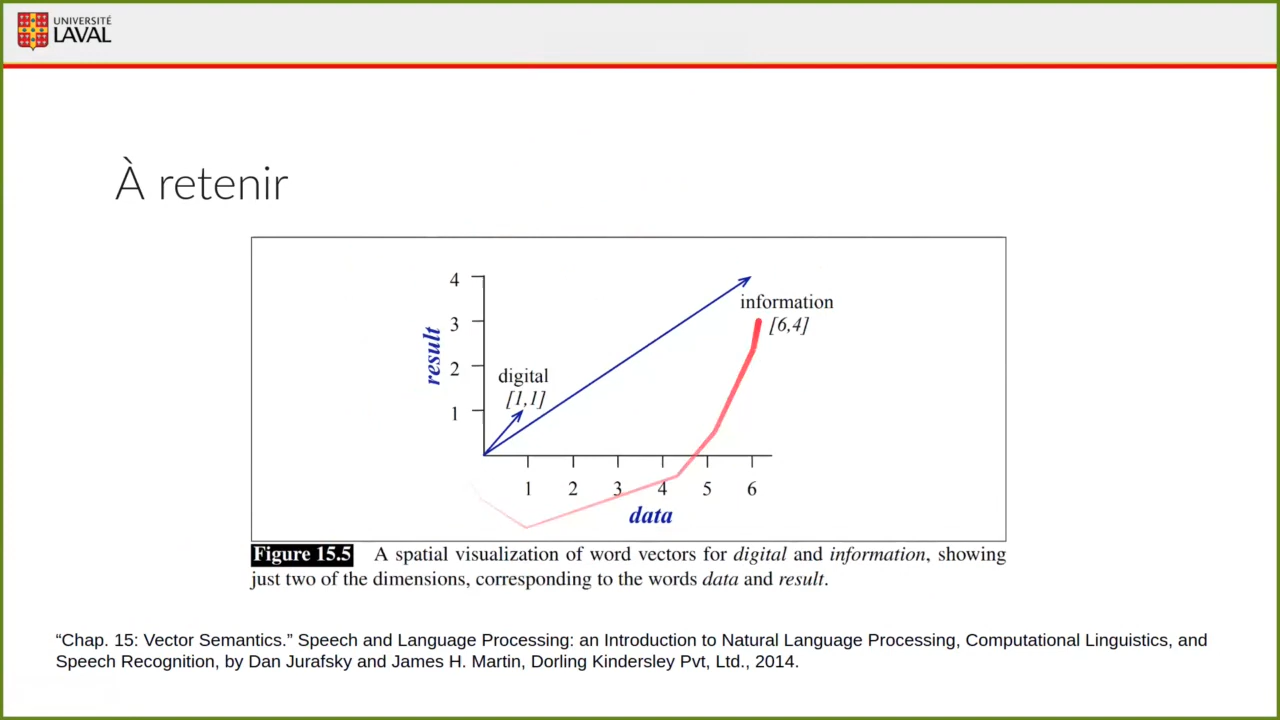 UNIVERSITÉ
LAVAL
À retenir
4
3
2
1
result
digital
[1,1]
information
[6,4]
1 2 3 4 5 6
data
Figure 15.5 A spatial visualization of word vectors for digital and information, showing
just two of the dimensions, corresponding to the words data and result.
“Chap. 15: Vector Semantics.” Speech and Language Processing: an Introduction to Natural Language Processing, Computational Linguistics, and
Speech Recognition, by Dan Jurafsky and James H. Martin, Dorling Kindersley Pvt, Ltd., 2014.